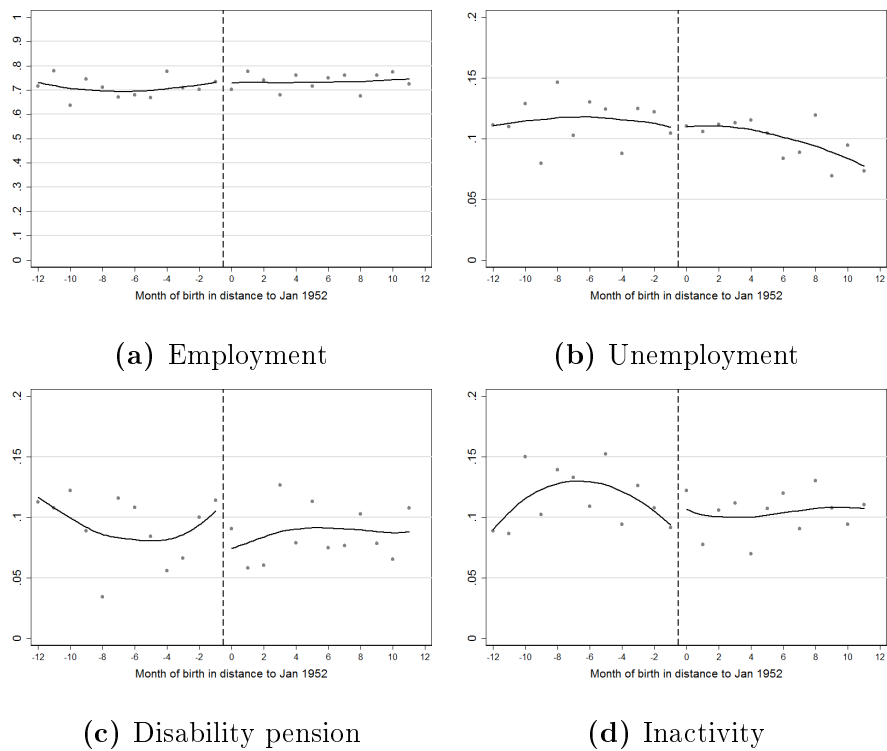 0 .1 .2 .3 .4 .5 .6 .7 .8 .9 1
-12 -10 -8 -6 -4 -2 0 2 4 6 8 10 12
Month of birth in distance to Jan 1952
(a) Employment
0 .05 .1 .15 .2
-12 -10 -8 -6 -4 -2 0 2 4 6 8 10 12
Month of birth in distance to Jan 1952
(b) Unemployment
0 .05 .1 .15 .2
-12 -10 -8 -6 -4 -2 0 2 4 6 8 10 12
Month of birth in distance to Jan 1952
(c) Disability pension
0 .05 .1 .15 .2
-12 -10 -8 -6 -4 -2 0 2 4 6 8 10 12
Month of birth in distance to Jan 1952
(d) Inactivity